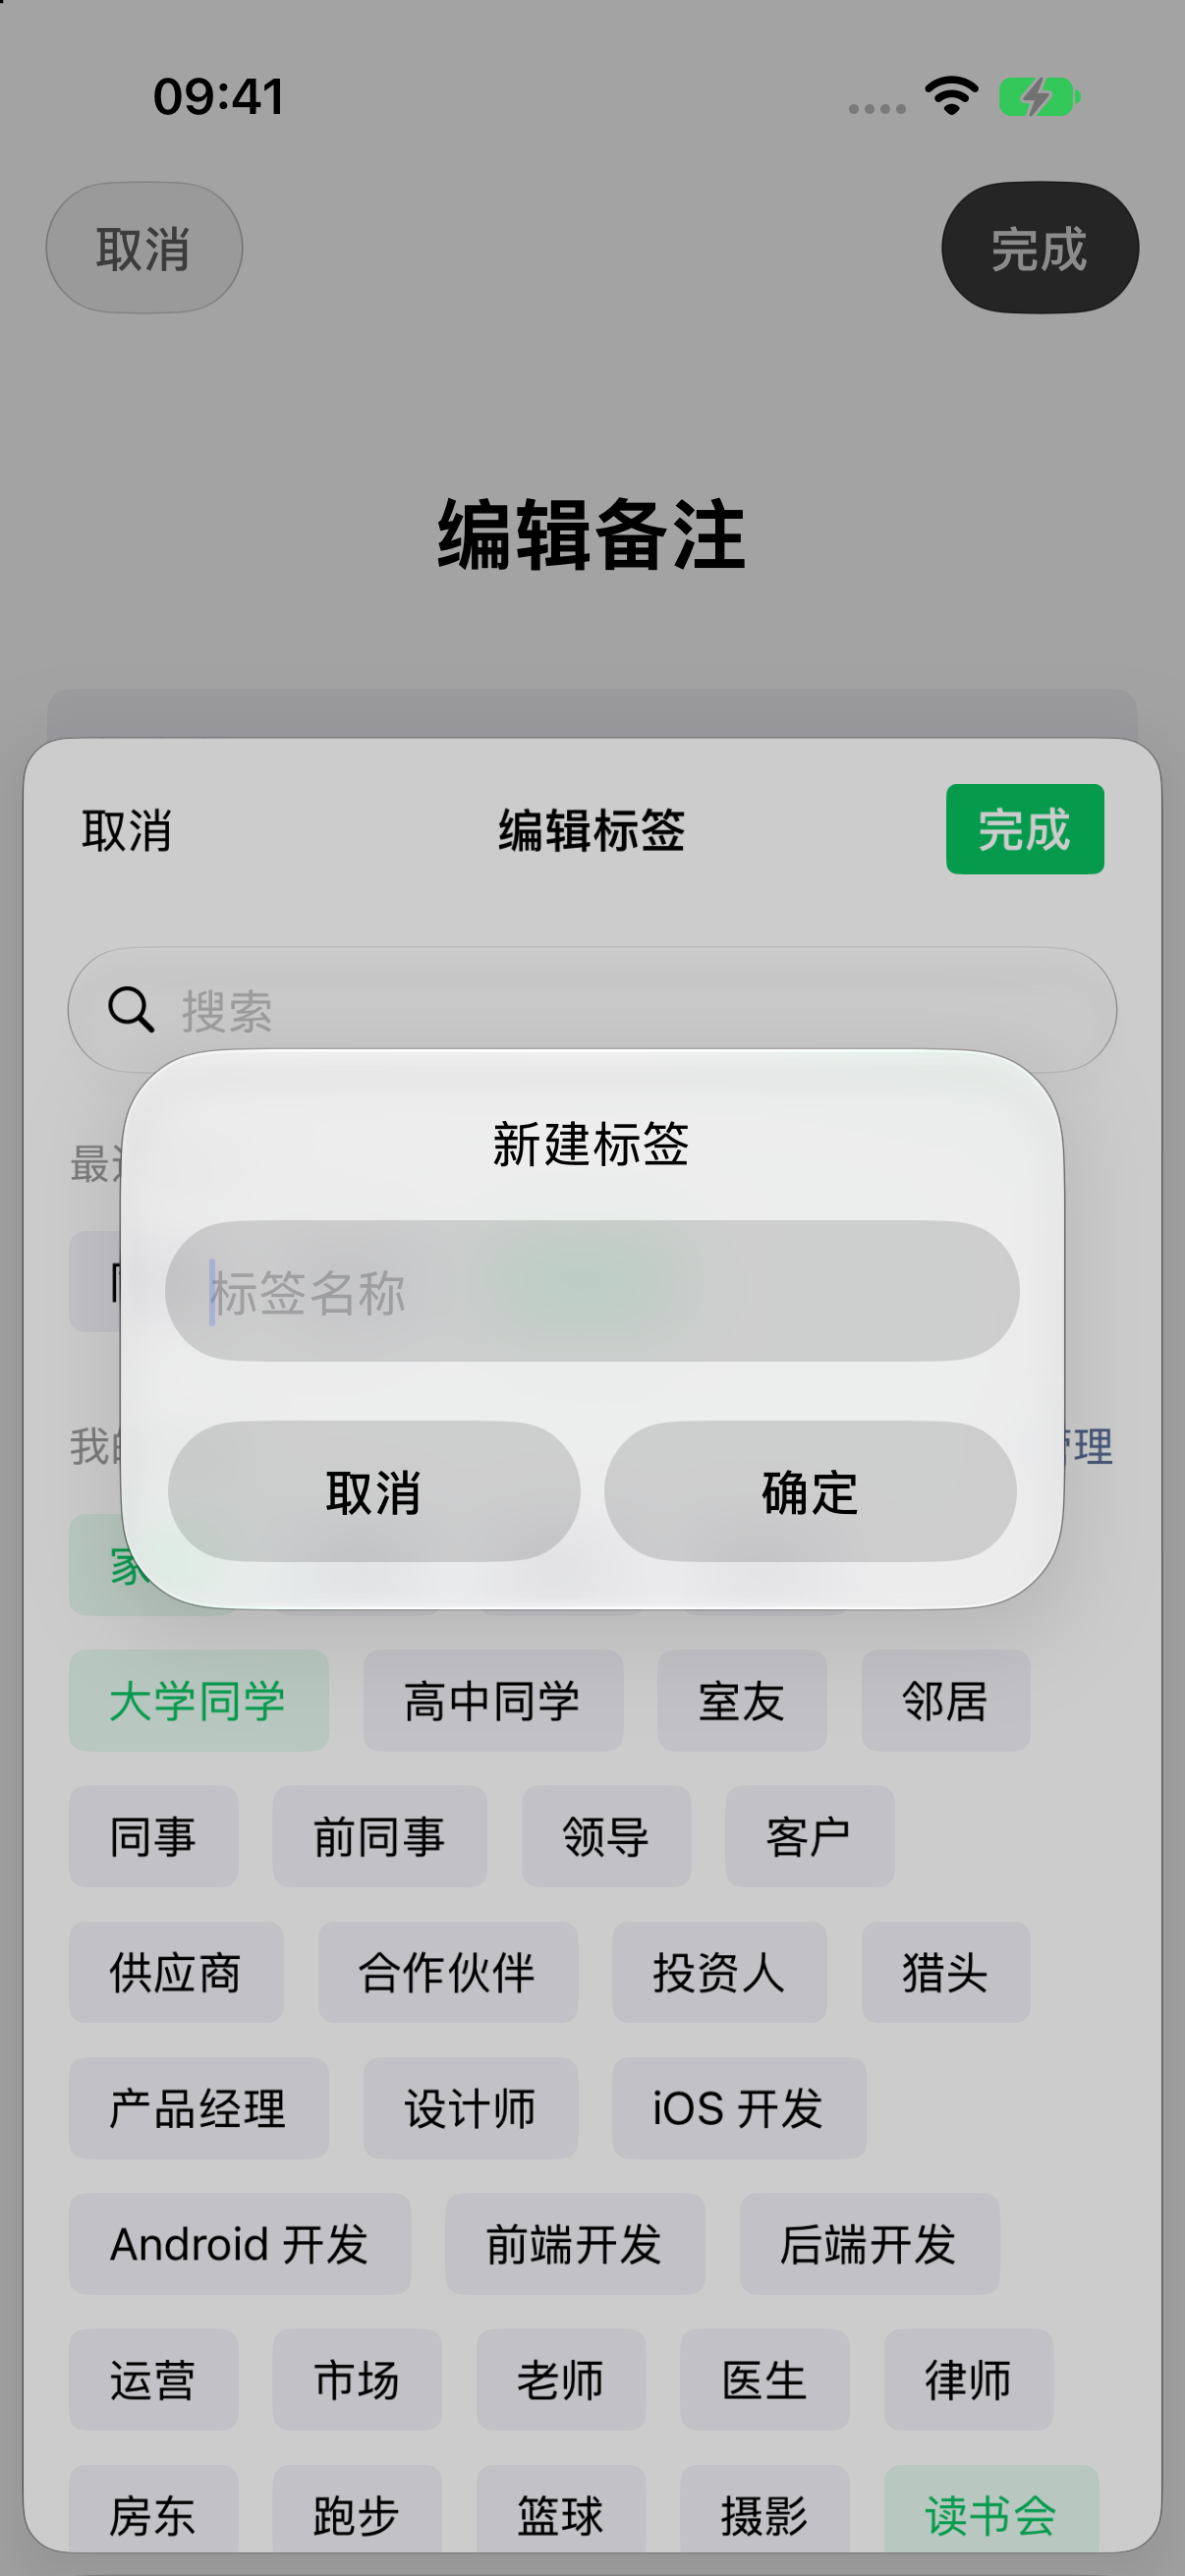 09:41
取消 完成
编辑备注
取消 编辑标签 完成
搜索
新建标签
标签名称
取消 确定
大学同学 高中同学 室友 邻居
同事 前同事 领导 客户
供应商 合作伙伴 投资人 猎头
产品经理 设计师 iOS 开发
Android 开发 前端开发 后端开发
运营 市场 老师 医生 律师
房东 跑步 篮球 摄影 读书会